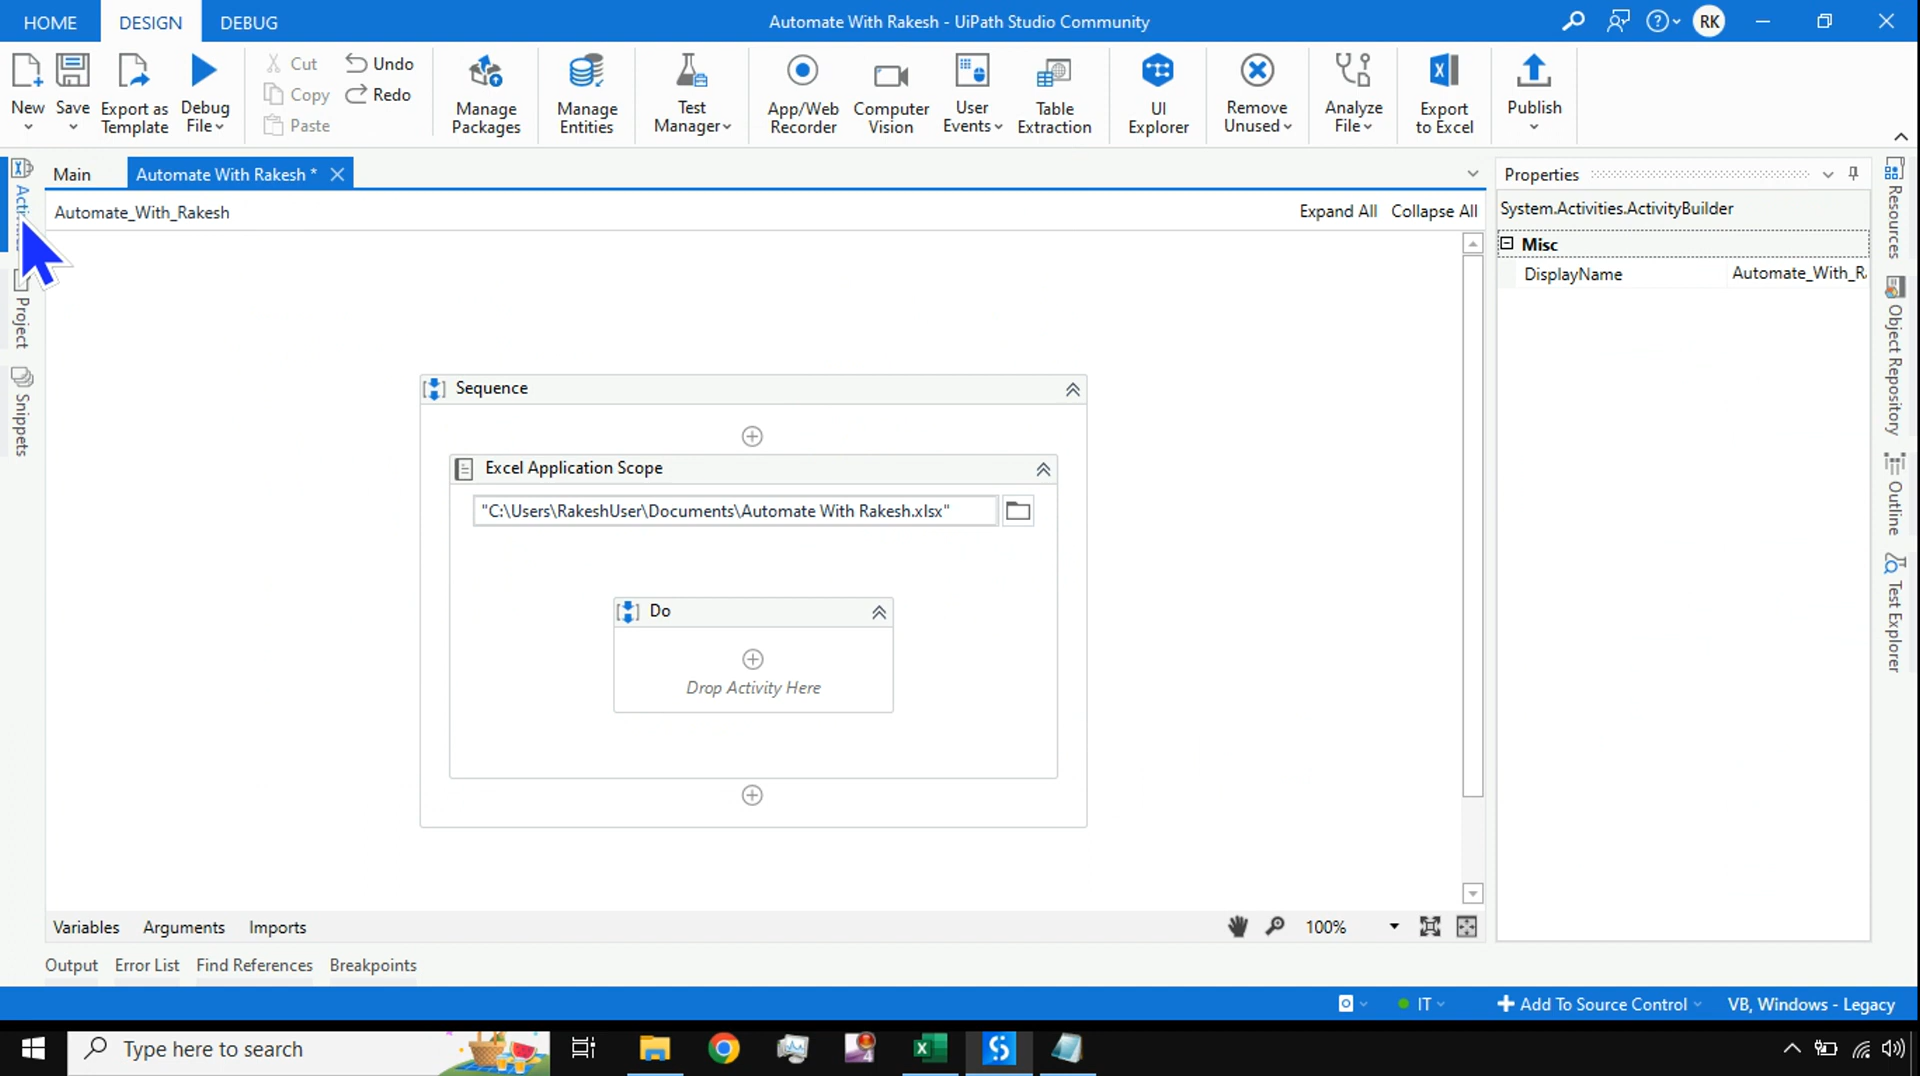 HOME DESIGN DEBUG Automate With Rakesh - UiPath Studio Community RK
Cut Undo
Copy Redo
Paste
New Save Export as Template Debug File
Manage Packages Manage Entities Test Manager App/Web Recorder Computer Vision User Events Table Extraction UI Explorer Remove Unused Analyze File Export to Excel Publish
Main Automate With Rakesh *
Automate_With_Rakesh Expand All Collapse All
Properties
System.Activities.ActivityBuilder
Misc
DisplayName Automate_With_R
Project
Snippets
Resources
Object Repository
Outline
Test Explorer
Sequence
Excel Application Scope
"C:\Users\RakeshUser\Documents\Automate With Rakesh.xlsx"
Do
Drop Activity Here
Variables Arguments Imports 100%
Output Error List Find References Breakpoints
IT Add To Source Control VB, Windows - Legacy
Type here to search